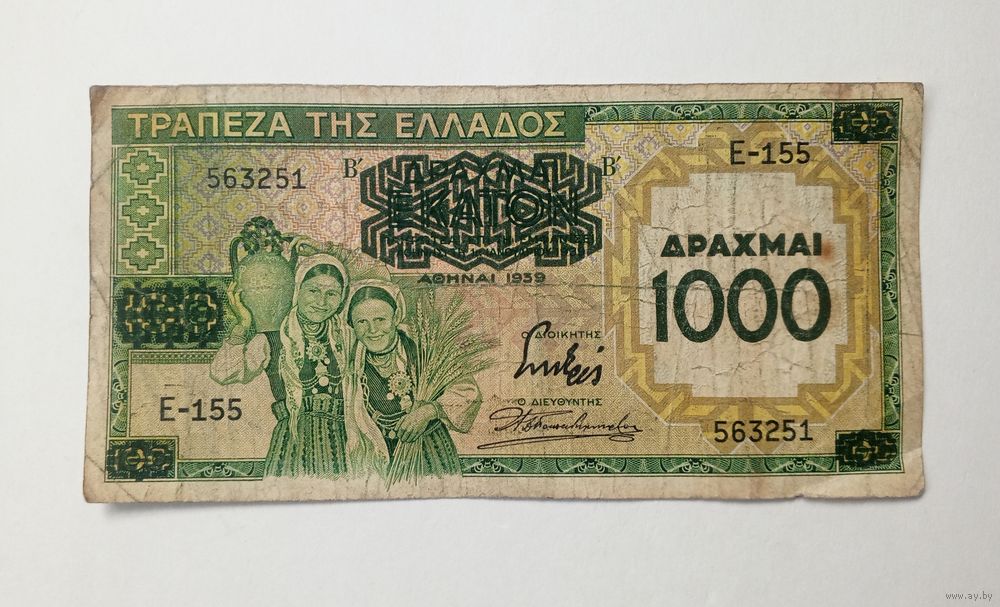 ΤΡΑΠΕΖΑ ΤΗΣ ΕΛΛΑΔΟΣ
563251
Β΄
ΔΡΑΧΜΑΙ
ΕΚΑΤΟΝ
Β΄
Ε-155
ΑΘΗΝΑΙ 1939
ΔΡΑΧΜΑΙ
1000
Ο ΔΙΟΙΚΗΤΗΣ
Ο ΔΙΕΥΘΥΝΤΗΣ
Ε-155
563251
www.ay.by